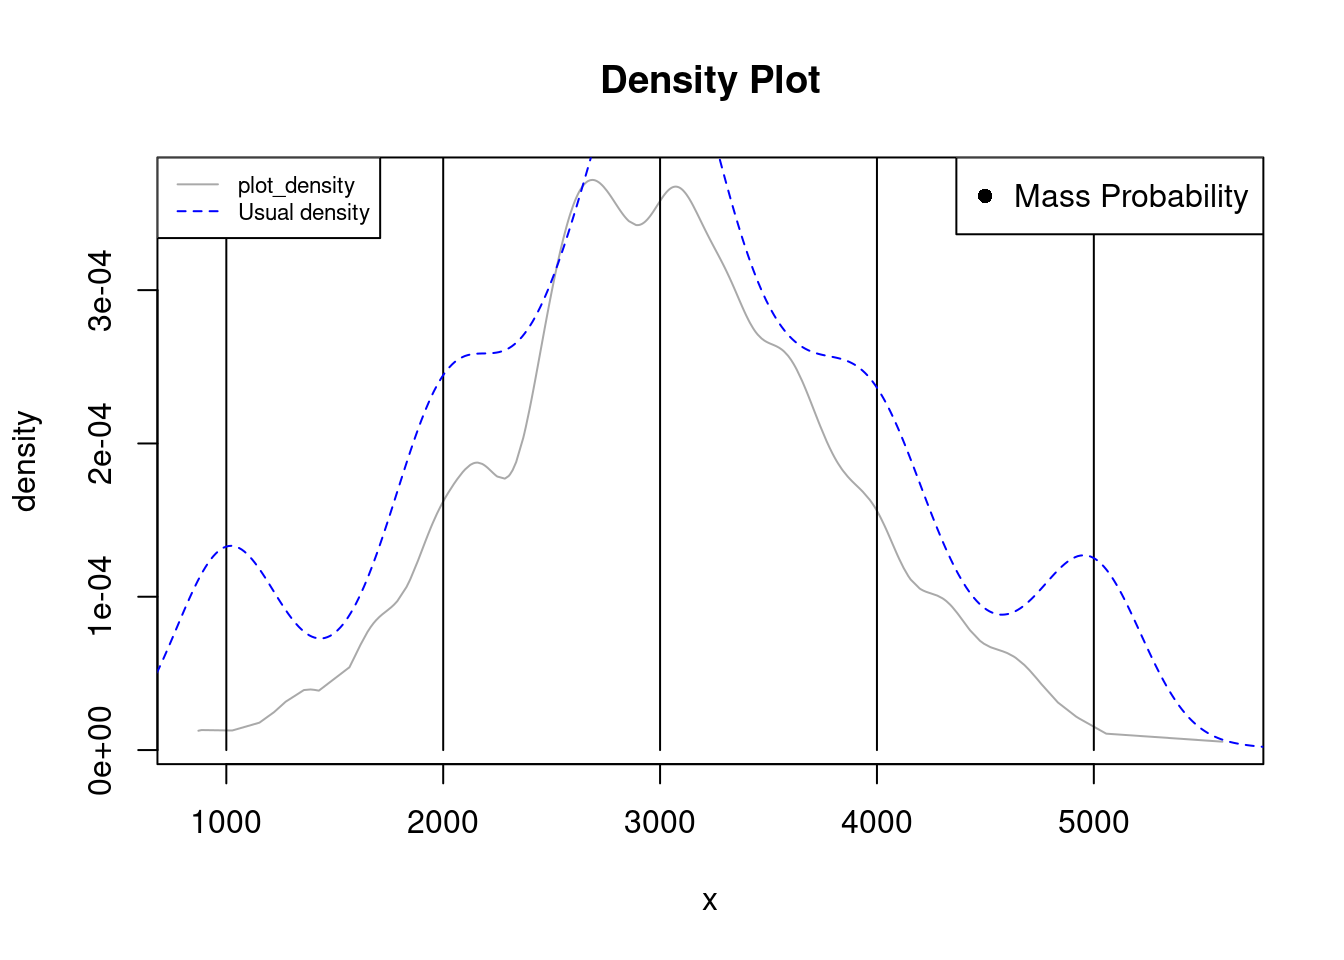 Density Plot
plot_density
Usual density
Mass Probability
density
3e-04
2e-04
1e-04
0e+00
1000 2000 3000 4000 5000
x